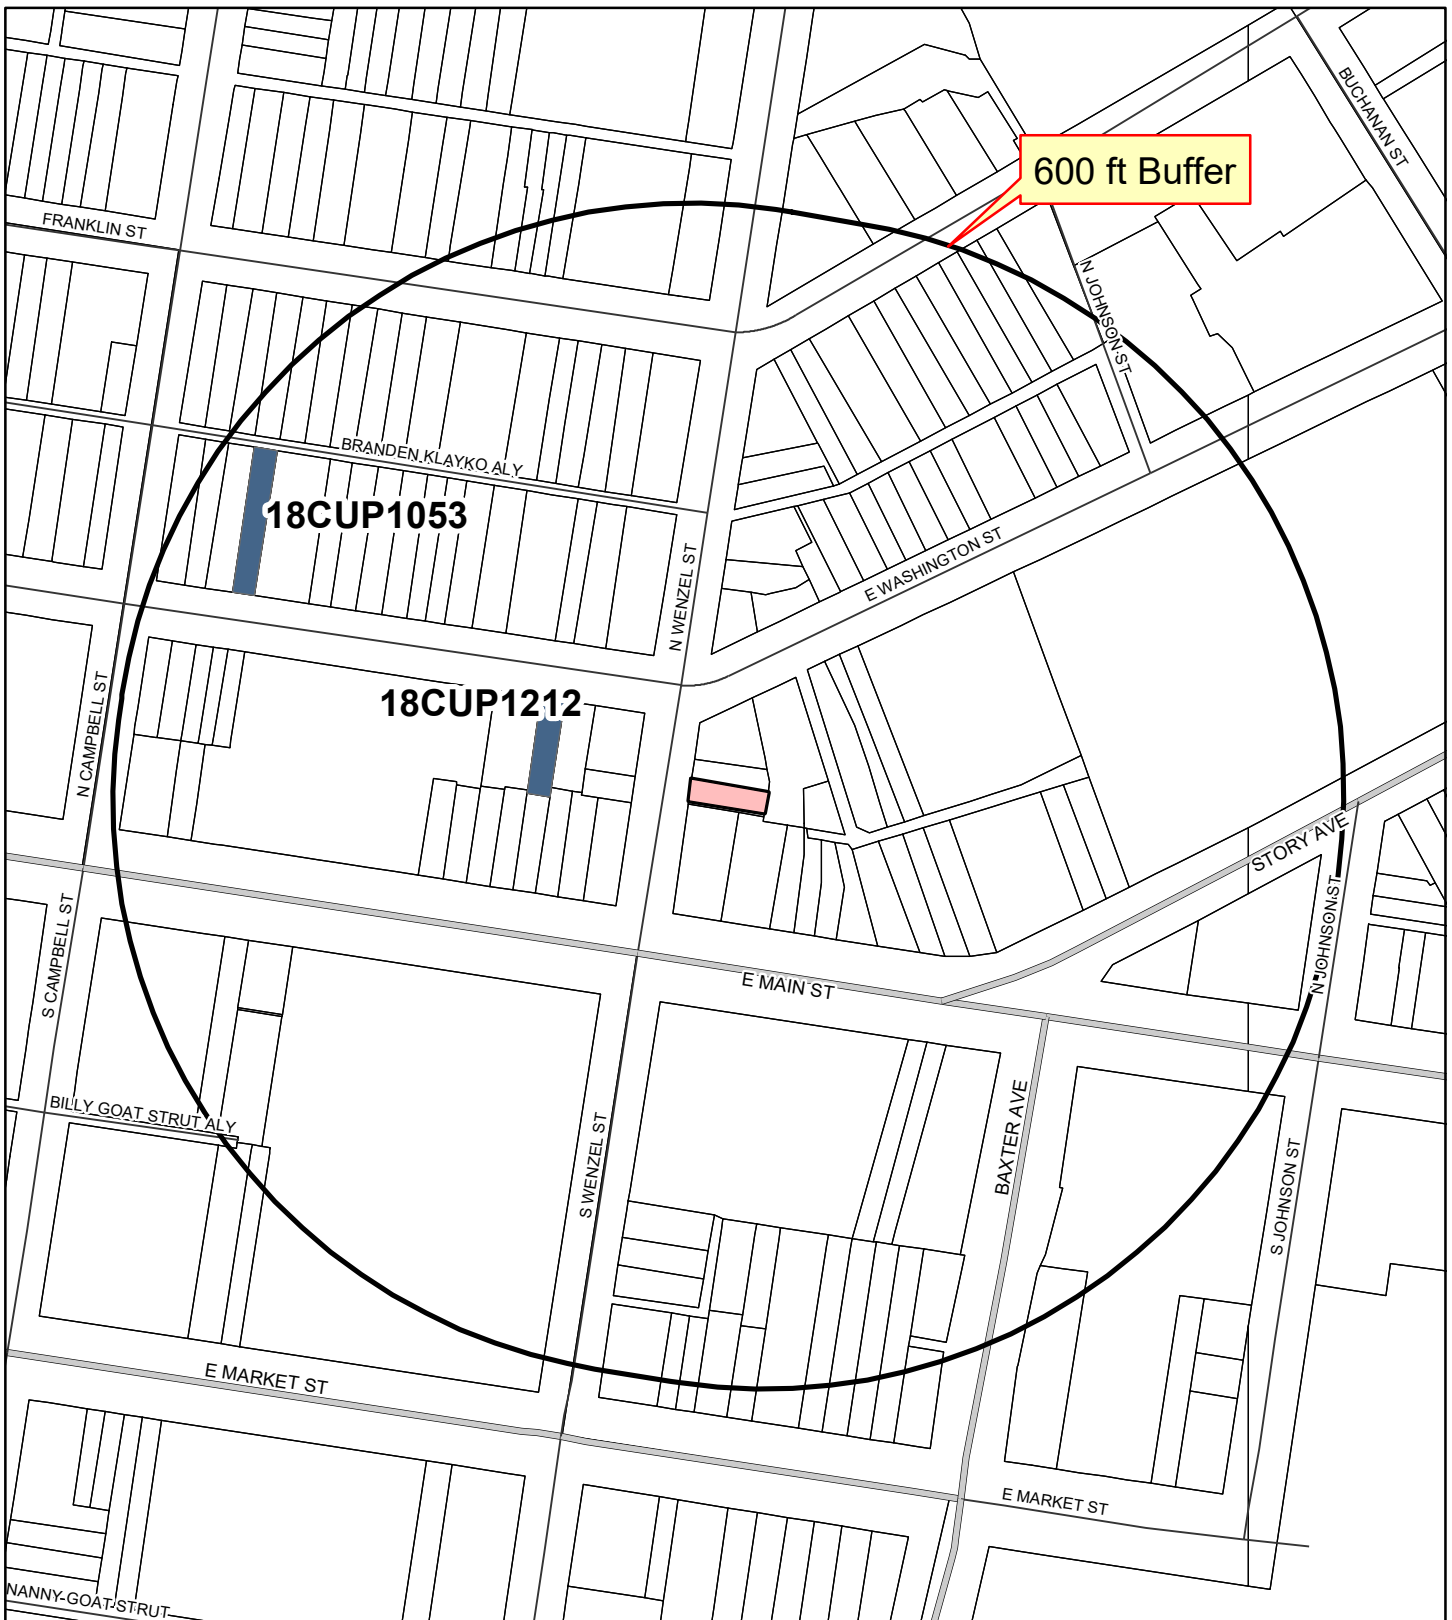 BUCHANAN ST
600 ft Buffer
FRANKLIN ST
N JOHNSON ST
BRANDEN KLAYKO ALY
18CUP1053
E WASHINGTON ST
N WENZEL ST
18CUP1212
N CAMPBELL ST
STORY AVE
S CAMPBELL ST
N JOHNSON ST
E MAIN ST
BILLY GOAT STRUT ALY
BAXTER AVE
S WENZEL ST
S JOHNSON ST
E MARKET ST
E MARKET ST
NANNY GOAT STRUT